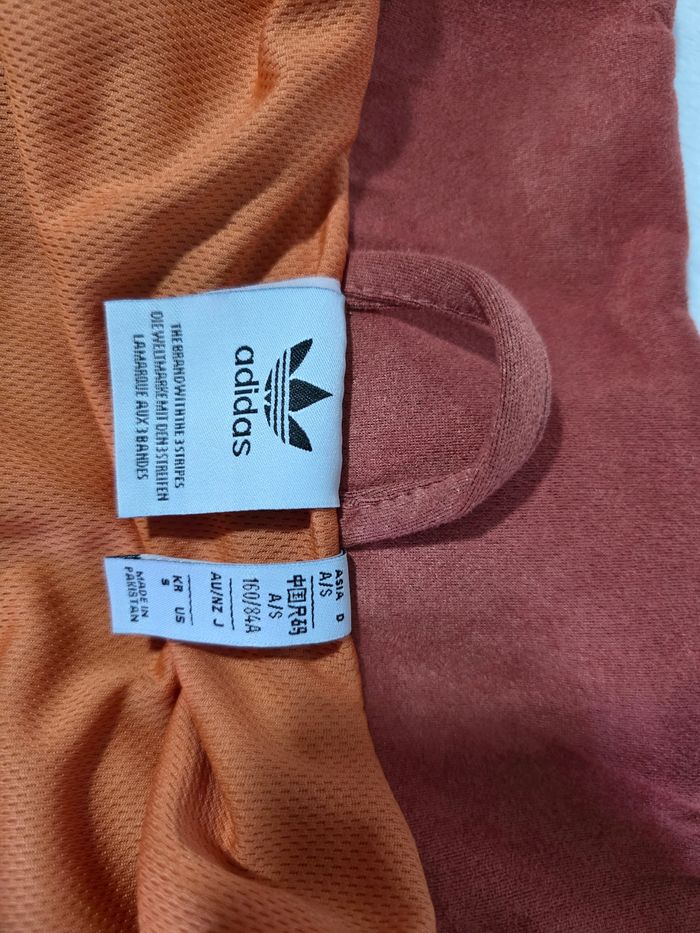 adidas
THE BRAND WITH THE 3 STRIPES
DIE WELTMARKE MIT DEN 3 STREIFEN
LA MARQUE AUX 3 BANDES
ASIA D
A/S
中国尺码
A/S
160/84A
AU/NZ J
KR US
S
MADE IN
PAKISTAN